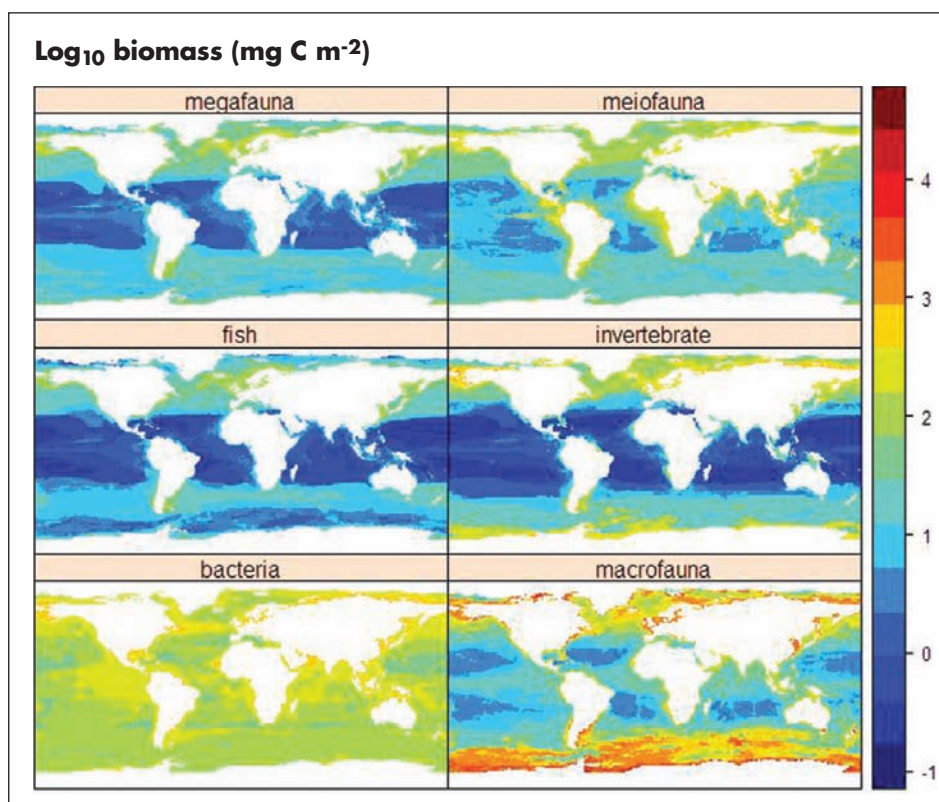 Log10 biomass (mg C m-2)
megafauna
meiofauna
fish
invertebrate
bacteria
macrofauna
4
3
2
1
0
-1